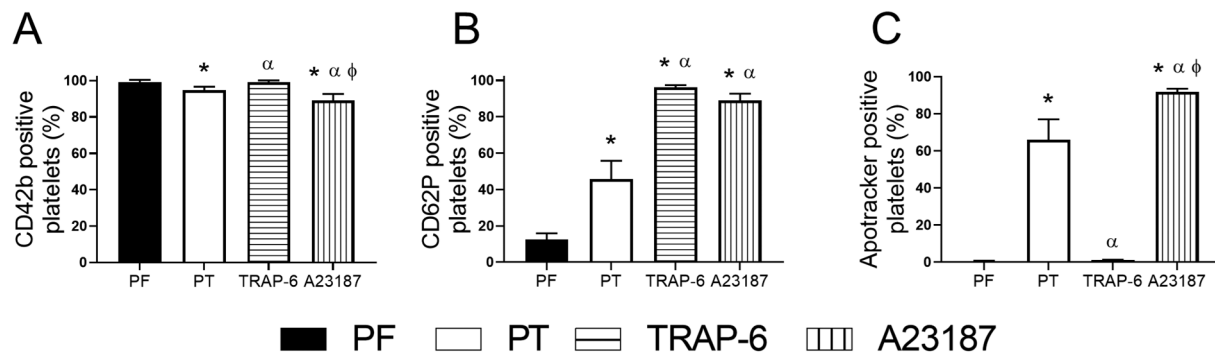 A
CD42b positive
platelets (%)
100
80
60
40
20
0
*
α
* α ϕ
PF PT TRAP-6 A23187
B
CD62P positive
platelets (%)
100
80
60
40
20
0
*
* α
* α
PF PT TRAP-6 A23187
C
Apotracker positive
platelets (%)
100
80
60
40
20
0
*
α
* α ϕ
PF PT TRAP-6 A23187
PF PT TRAP-6 A23187